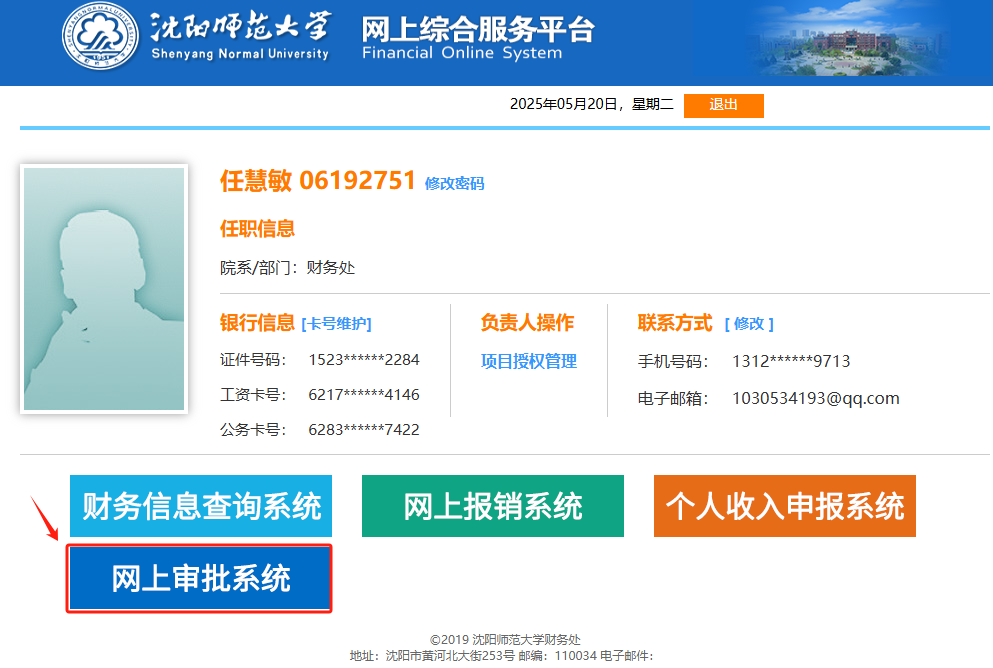 沈阳师范大学
Shenyang Normal University
网上综合服务平台
Financial Online System
2025年05月20日，星期二 退出
任慧敏 06192751 修改密码
任职信息
院系/部门：财务处
银行信息 [卡号维护]
证件号码： 1523******2284
工资卡号： 6217******4146
公务卡号： 6283******7422
负责人操作
项目授权管理
联系方式 [ 修改 ]
手机号码： 1312******9713
电子邮箱： 1030534193@qq.com
财务信息查询系统
网上报销系统
个人收入申报系统
网上审批系统
©2019 沈阳师范大学财务处
地址：沈阳市黄河北大街253号 邮编：110034 电子邮件：